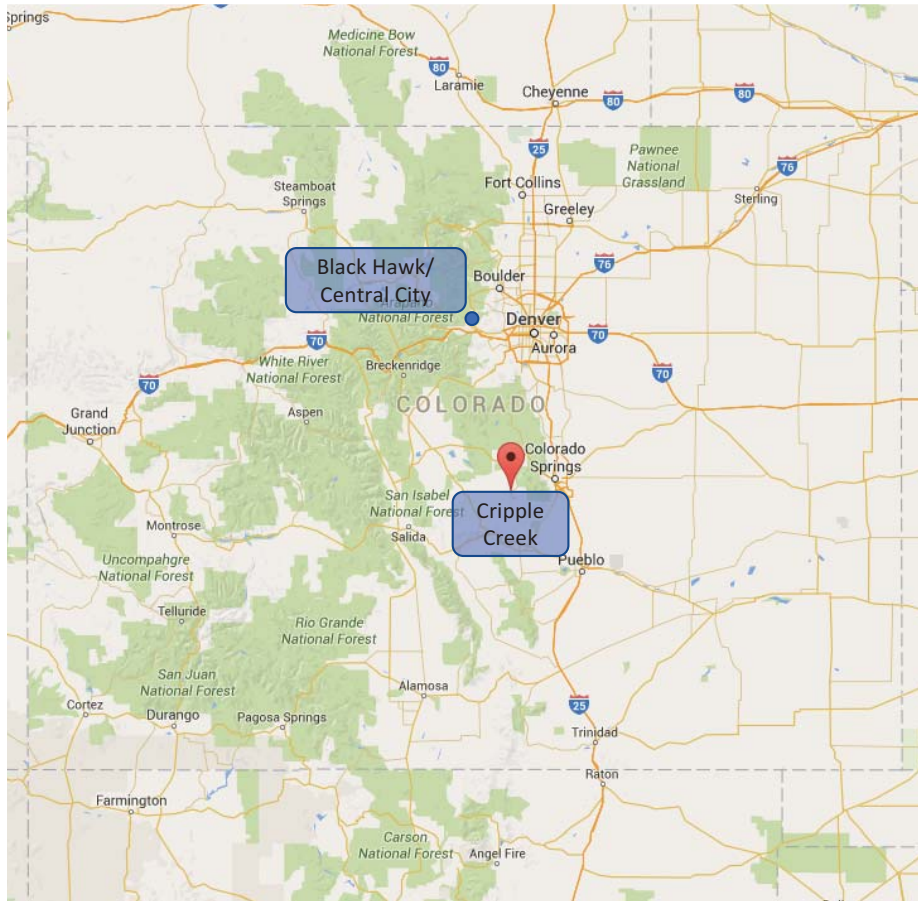 Springs
Medicine Bow
National Forest
80
Laramie
Cheyenne
80
80
25
Pawnee
National
Grassland
76
Fort Collins
Steamboat
Springs
Sterling
Greeley
Black Hawk/
Central City
76
Boulder
Arapaho
National Forest
Denver
70
70
Aurora
White River
National Forest
Breckenridge
70
70
COLORADO
Aspen
Grand
Junction
Colorado
Springs
San Isabel
National Forest
Cripple
Creek
Montrose
Salida
Uncompahgre
National Forest
Pueblo
Telluride
Rio Grande
National Forest
San Juan
National Forest
Alamosa
Cortez
Durango
Pagosa Springs
25
Trinidad
Raton
Farmington
Carson
National Forest
Angel Fire